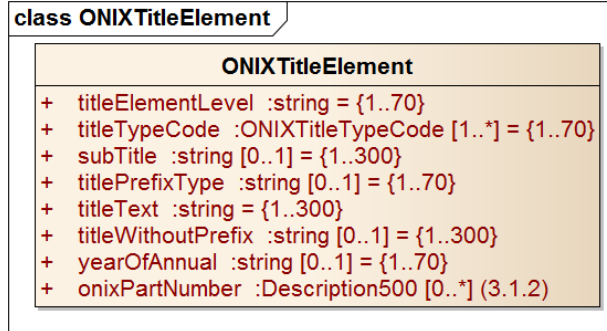 class ONIXTitleElement
ONIXTitleElement
+ titleElementLevel :string = {1..70}
+ titleTypeCode :ONIXTitleTypeCode [1..*] = {1..70}
+ subTitle :string [0..1] = {1..300}
+ titlePrefixType :string [0..1] = {1..70}
+ titleText :string = {1..300}
+ titleWithoutPrefix :string [0..1] = {1..300}
+ yearOfAnnual :string [0..1] = {1..70}
+ onixPartNumber :Description500 [0..*] (3.1.2)